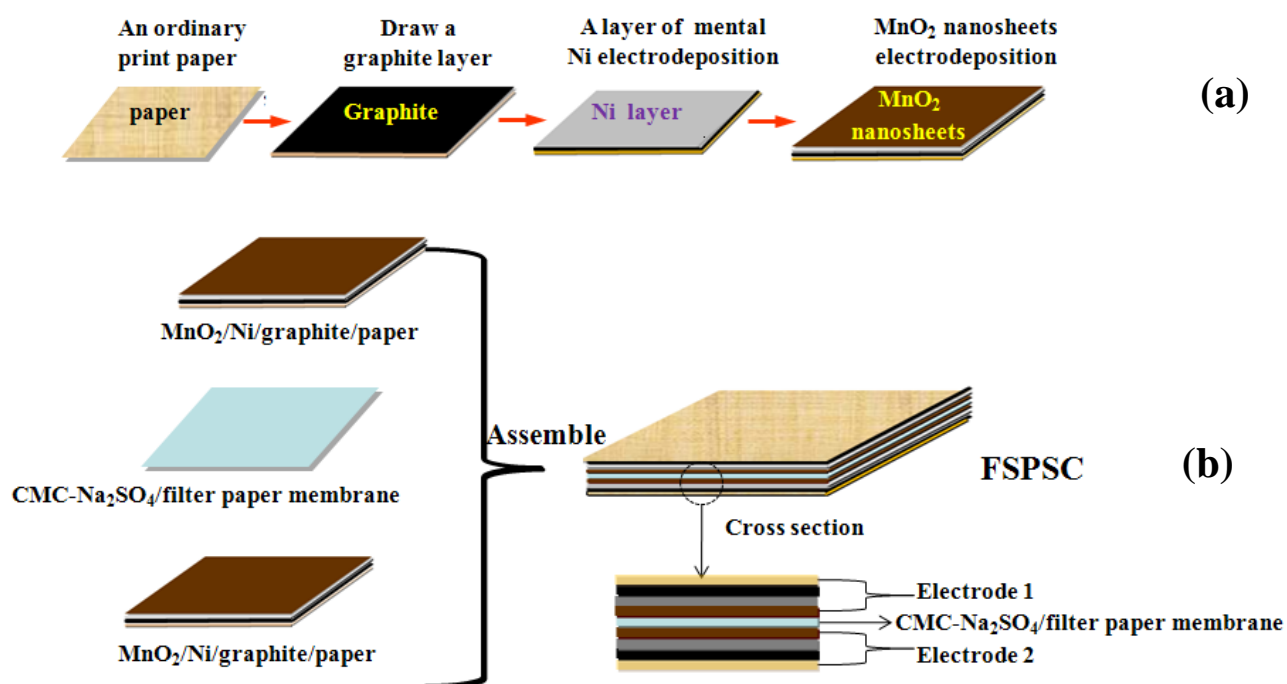 An ordinary
print paper
Draw a
graphite layer
A layer of mental
Ni electrodeposition
MnO₂ nanosheets
electrodeposition
paper
Graphite
Ni layer
MnO₂
nanosheets
(a)
MnO₂/Ni/graphite/paper
CMC-Na₂SO₄/filter paper membrane
MnO₂/Ni/graphite/paper
Assemble
FSPSC
(b)
Cross section
Electrode 1
CMC-Na₂SO₄/filter paper membrane
Electrode 2